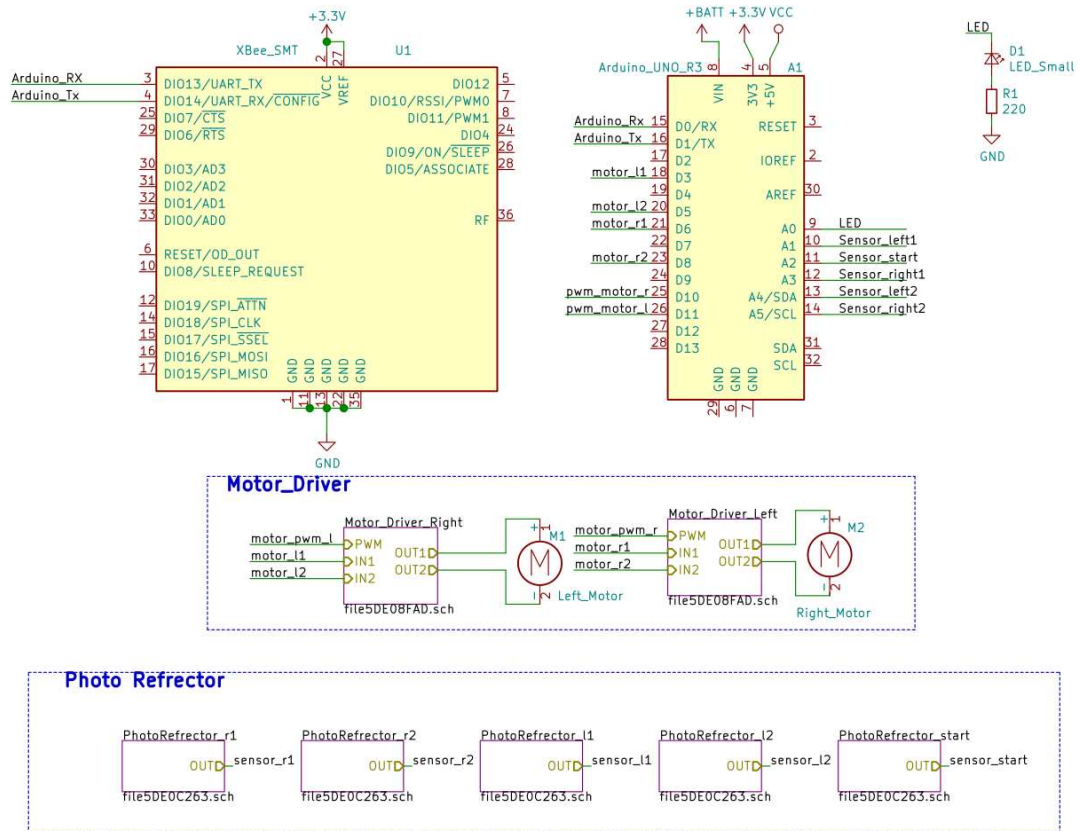 +3.3V
XBee_SMT
U1
2
27
VCC
VREF
Arduino_RX
3
DIO13/UART_TX
Arduino_Tx
4
DIO14/UART_RX/CONFIG
25
DIO7/CTS
29
DIO6/RTS
30
DIO3/AD3
31
DIO2/AD2
32
DIO1/AD1
33
DIO0/AD0
6
RESET/OD_OUT
10
DIO8/SLEEP_REQUEST
12
DIO19/SPI_ATTN
14
DIO18/SPI_CLK
15
DIO17/SPI_SSEL
16
DIO16/SPI_MOSI
17
DIO15/SPI_MISO
DIO12
5
DIO10/RSSI/PWM0
7
DIO11/PWM1
8
DIO4
24
DIO9/ON/SLEEP
26
DIO5/ASSOCIATE
28
RF
36
GND
GND
GND
GND
GND
1
11
13
22
35
GND
+BATT
+3.3V
VCC
Arduino_UNO_R3
8
4
5
A1
VIN
3V3
+5V
Arduino_Rx
15
D0/RX
Arduino_Tx
16
D1/TX
17
D2
motor_l1
18
D3
19
D4
motor_l2
20
D5
motor_r1
21
D6
22
D7
motor_r2
23
D8
24
D9
pwm_motor_r
25
D10
pwm_motor_l
26
D11
27
D12
28
D13
RESET
3
IOREF
2
AREF
30
A0
9
LED
A1
10
Sensor_left1
A2
11
Sensor_start
A3
12
Sensor_right1
A4/SDA
13
Sensor_left2
A5/SCL
14
Sensor_right2
SDA
31
SCL
32
GND
GND
GND
29
6
7
LED
D1
LED_Small
R1
220
GND
Motor_Driver
Motor_Driver_Right
motor_pwm_l
PWM
motor_l1
IN1
motor_l2
IN2
OUT1
OUT2
file5DE08FAD.sch
+
1
M1
M
-
2
Left_Motor
Motor_Driver_Left
motor_pwm_r
PWM
motor_r1
IN1
motor_r2
IN2
OUT1
OUT2
file5DE08FAD.sch
+
1
M2
M
-
2
Right_Motor
Photo Refrector
PhotoRefrector_r1
OUT
sensor_r1
file5DE0C263.sch
PhotoRefrector_r2
OUT
sensor_r2
file5DE0C263.sch
PhotoRefrector_l1
OUT
sensor_l1
file5DE0C263.sch
PhotoRefrector_l2
OUT
sensor_l2
file5DE0C263.sch
PhotoRefrector_start
OUT
sensor_start
file5DE0C263.sch